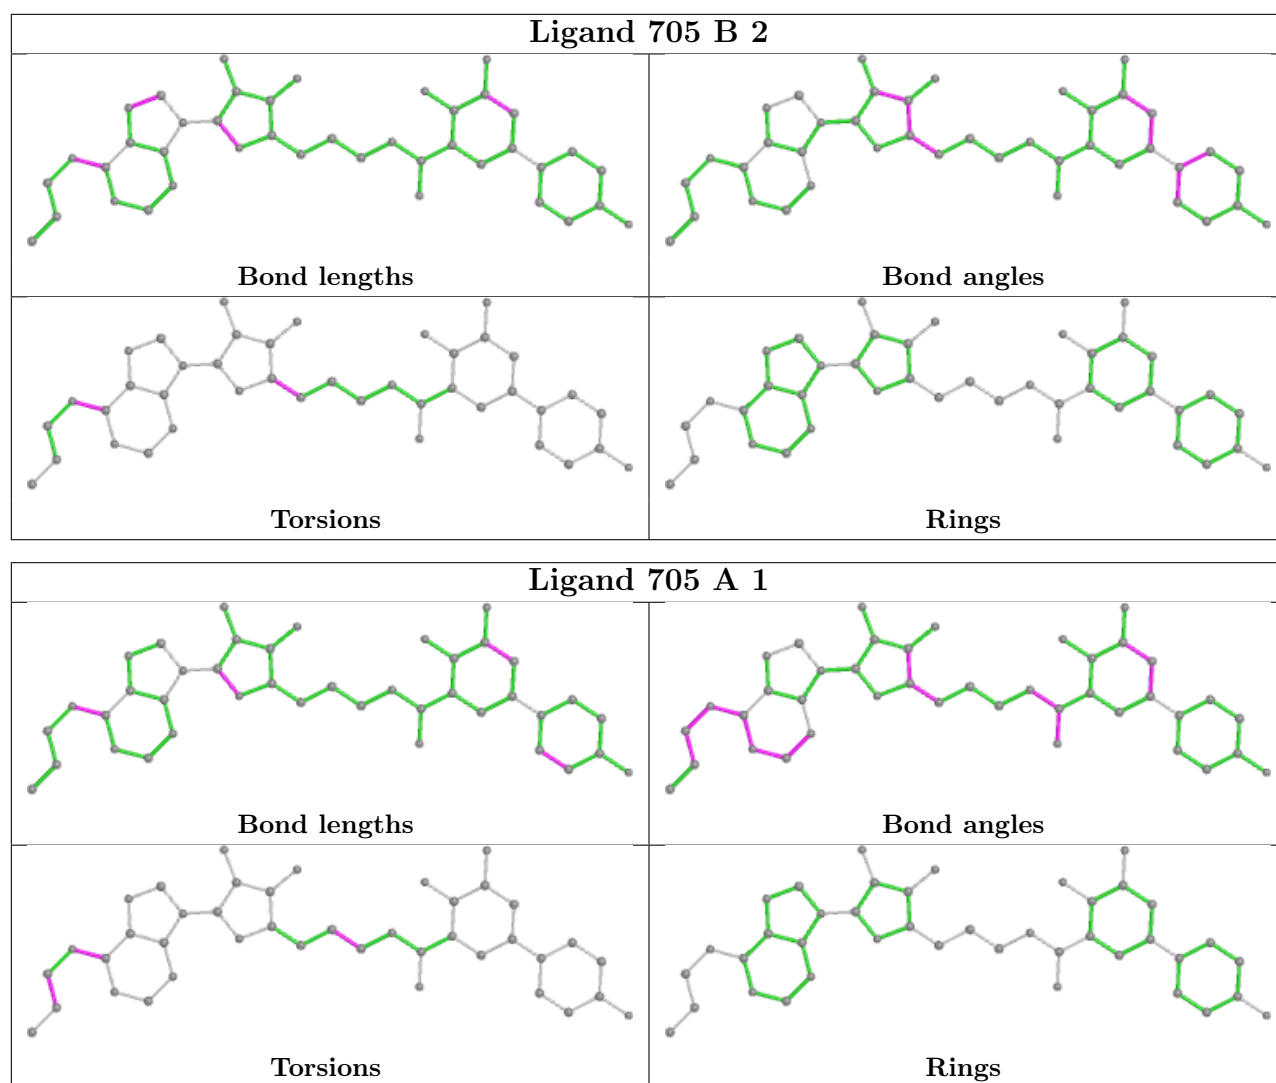 Ligand 705 B 2
Bond lengths
Bond angles
Torsions
Rings
Ligand 705 A 1
Bond lengths
Bond angles
Torsions
Rings